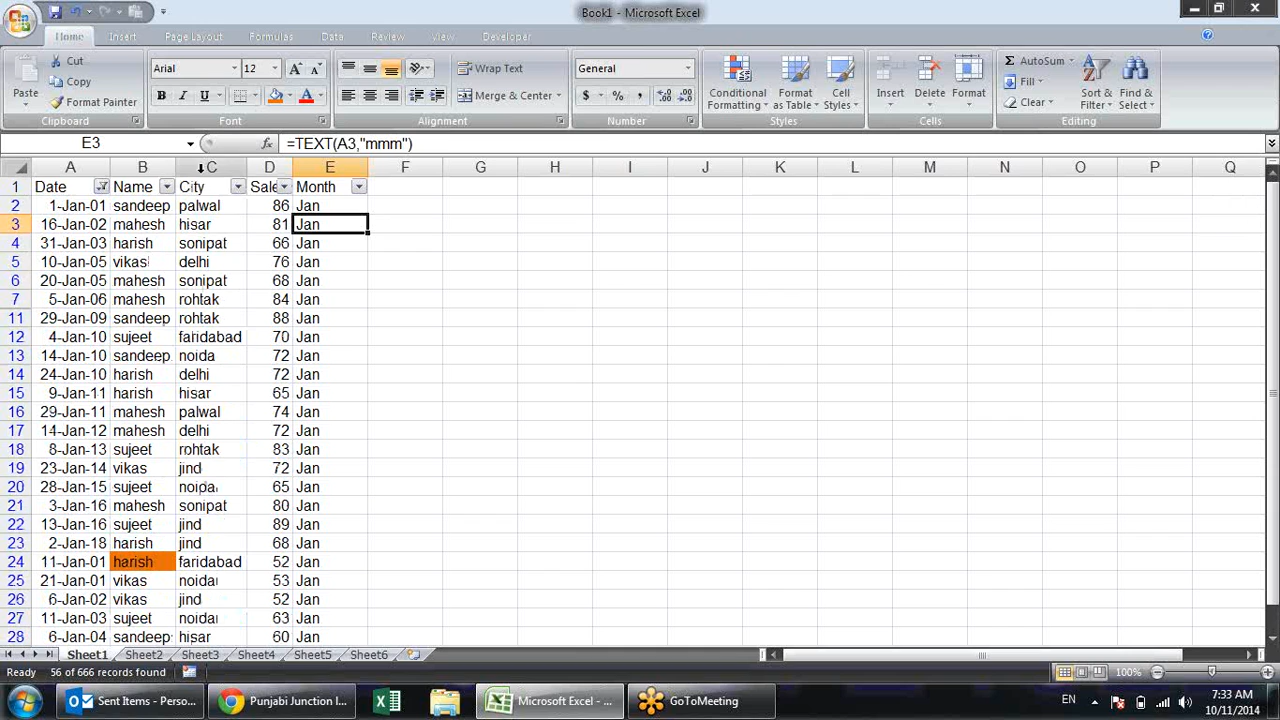 Book1 - Microsoft Excel
Home Insert Page Layout Formulas Data Review View Developer
Paste Cut Copy Format Painter Clipboard
Arial 12 B I U A Font
Wrap Text Merge & Center Alignment
General $ % , Number
Conditional Formatting Format as Table Cell Styles Styles
Insert Delete Format Cells
AutoSum Fill Clear Sort & Filter Find & Select Editing
E3 fx =TEXT(A3,"mmm")
A B C D E F G H I J K L M N O P Q
1 Date Name City Sale Month
2 1-Jan-01 sandeep palwal 86 Jan
3 16-Jan-02 mahesh hisar 81 Jan
4 31-Jan-03 harish sonipat 66 Jan
5 10-Jan-05 vikas delhi 76 Jan
6 20-Jan-05 mahesh sonipat 68 Jan
7 5-Jan-06 mahesh rohtak 84 Jan
11 29-Jan-09 sandeep rohtak 88 Jan
12 4-Jan-10 sujeet faridabad 70 Jan
13 14-Jan-10 sandeep noida 72 Jan
14 24-Jan-10 harish delhi 72 Jan
15 9-Jan-11 harish hisar 65 Jan
16 29-Jan-11 mahesh palwal 74 Jan
17 14-Jan-12 mahesh delhi 72 Jan
18 8-Jan-13 sujeet rohtak 83 Jan
19 23-Jan-14 vikas jind 72 Jan
20 28-Jan-15 sujeet noida 65 Jan
21 3-Jan-16 mahesh sonipat 80 Jan
22 13-Jan-16 sujeet jind 89 Jan
23 2-Jan-18 harish jind 68 Jan
24 11-Jan-01 harish faridabad 52 Jan
25 21-Jan-01 vikas noida 53 Jan
26 6-Jan-02 vikas jind 52 Jan
27 11-Jan-03 sujeet noida 63 Jan
28 6-Jan-04 sandeep hisar 60 Jan
Sheet1 Sheet2 Sheet3 Sheet4 Sheet5 Sheet6
Ready 56 of 666 records found 100%
Sent Items - Perso... Punjabi Junction I... Microsoft Excel - ... GoToMeeting EN 7:33 AM
10/11/2014